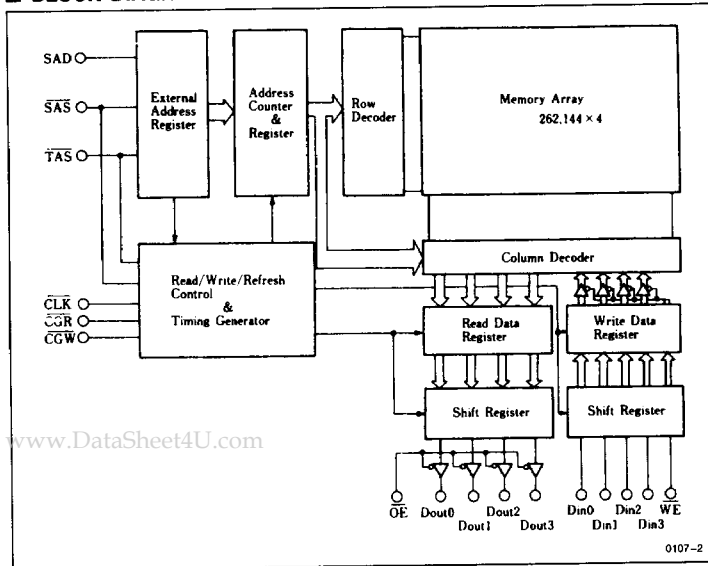 SAD
SAS
TAS
CLK
CGR
CGW
External
Address
Register
Address
Counter
&
Register
Row
Decoder
Memory Array
262,144 × 4
Read/Write/Refresh
Control
&
Timing Generator
Column Decoder
Read Data
Register
Write Data
Register
Shift Register
Shift Register
www.DataSheet4U.com
OE
Dout0
Dout1
Dout2
Dout3
Din0
Din1
Din2
Din3
WE
0107–2